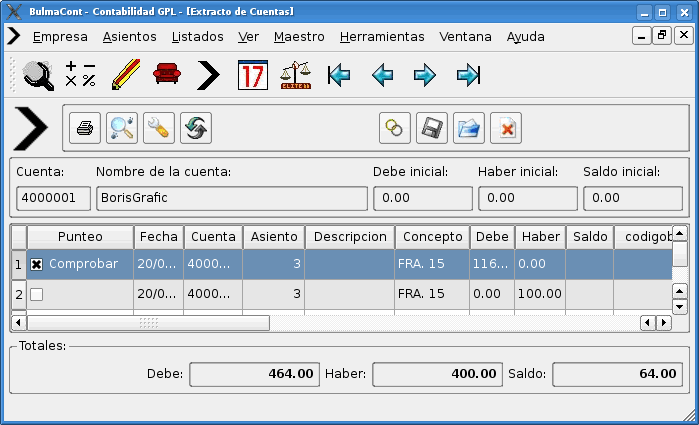 BulmaCont - Contabilidad GPL - [Extracto de Cuentas]
Empresa Asientos Listados Ver Maestro Herramientas Ventana Ayuda
17
ELITE
Cuenta: Nombre de la cuenta: Debe inicial: Haber inicial: Saldo inicial:
4000001 BorisGrafic 0.00 0.00 0.00
Punteo Fecha Cuenta Asiento Descripcion Concepto Debe Haber Saldo codigob
1 Comprobar 20/0... 4000... 3 FRA. 15 116... 0.00
2 20/0... 4000... 3 FRA. 15 0.00 100.00
Totales:
Debe: 464.00 Haber: 400.00 Saldo: 64.00